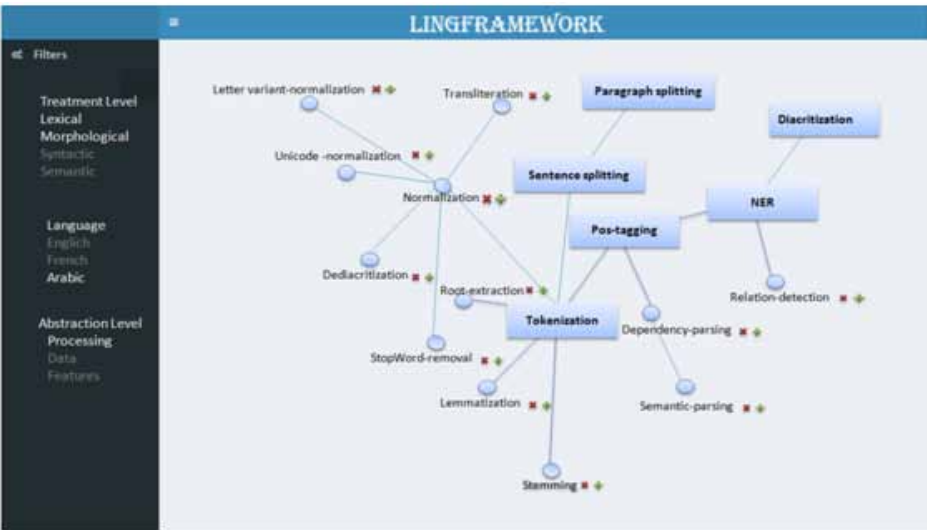 LINGFRAMEWORK
Filters
Treatment Level
Lexical
Morphological
Syntactic
Semantic
Language
Englich
French
Arabic
Abstraction Level
Processing
Data
Features
Letter variant-normalization
Transliteration
Paragraph splitting
Diacritization
Unicode -normalization
Sentence splitting
Normalization
NER
Pos-tagging
Dediacritization
Root-extraction
Relation-detection
Tokenization
Dependency-parsing
StopWord-removal
Lemmatization
Semantic-parsing
Stemming